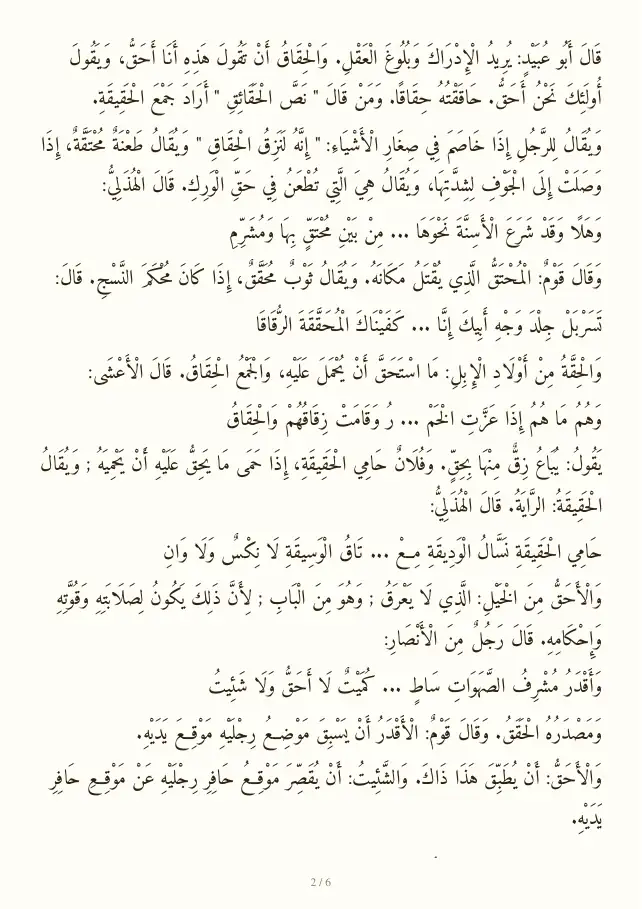 قَالَ أَبُو عُبَيْدٍ: يُرِيدُ الْإِدْرَاكَ وَبُلُوغَ الْعَقْلِ. وَالْحِقَاقُ أَنْ تَقُولَ هَذِهِ أَنَا أَحَقُّ، وَيَقُولَ
أُولَئِكَ نَحْنُ أَحَقُّ. حَاقَقْتُهُ حِقَاقًا. وَمَنْ قَالَ " نَصَّ الْحَقَائِقِ " أَرَادَ جَمْعَ الْحَقِيقَةِ.
وَيُقَالُ لِلرَّجُلِ إِذَا خَاصَمَ فِي صِغَارِ الْأَشْيَاءِ: " إِنَّهُ لَنَزِقُ الْحِقَاقِ " وَيُقَالُ طَعْنَةٌ مُحْتَقَّةٌ، إِذَا
وَصَلَتْ إِلَى الْجَوْفِ لِشِدَّتِهَا، وَيُقَالُ هِيَ الَّتِي تُطْعَنُ فِي حَقِّ الْوَرِكِ. قَالَ الْهُذَلِيُّ:
وَهَلًا وَقَدْ شَرَعَ الْأَسِنَّةَ نَحْوَهَا ... مِنْ بَيْنِ مُحْتَقٍّ بِهَا وَمُشَرِّمِ
وَقَالَ قَوْمٌ: الْمُحْتَقُّ الَّذِي يُقْتَلُ مَكَانَهُ. وَيُقَالُ ثَوْبٌ مُحَقَّقٌ، إِذَا كَانَ مُحْكَمَ النَّسْجِ. قَالَ:
تَسَرْبَلْ جِلْدَ وَجْهِ أَبِيكَ إِنَّا ... كَفَيْنَاكَ الْمُحَقَّقَةَ الرُّقَاقَا
وَالْحِقَّةُ مِنْ أَوْلَادِ الْإِبِلِ: مَا اسْتَحَقَّ أَنْ يُحْمَلَ عَلَيْهِ، وَالْجَمْعُ الْحِقَاقُ. قَالَ الْأَعْشَى:
وَهُمُ مَا هُمُ إِذَا عَزَّتِ الْخَمْ ... رُ وَقَامَتْ زِقَاقُهُمْ وَالْحِقَاقُ
يَقُولُ: يُبَاعُ زِقٌّ مِنْهَا بِحِقٍّ. وَفُلَانٌ حَامِي الْحَقِيقَةِ، إِذَا حَمَى مَا يَحِقُّ عَلَيْهِ أَنْ يَحْمِيَهُ ; وَيُقَالُ
الْحَقِيقَةُ: الرَّايَةُ. قَالَ الْهُذَلِيُّ:
حَامِي الْحَقِيقَةِ نَسَّالُ الْوَدِيقَةِ مِعْ ... تَاقُ الْوَسِيقَةِ لَا نِكْسٌ وَلَا وَانِ
وَالْأَحَقُّ مِنَ الْخَيْلِ: الَّذِي لَا يَعْرَقُ ; وَهُوَ مِنَ الْبَابِ ; لِأَنَّ ذَلِكَ يَكُونُ لِصَلَابَتِهِ وَقُوَّتِهِ
وَإِحْكَامِهِ. قَالَ رَجُلٌ مِنَ الْأَنْصَارِ:
وَأَقْدَرُ مُشْرِفُ الصَّهَوَاتِ سَاطٍ ... كُمَيْتٌ لَا أَحَقُّ وَلَا شَئِيتُ
وَمَصْدَرُهُ الْحَقَقُ. وَقَالَ قَوْمٌ: الْأَقْدَرُ أَنْ يَسْبِقَ مَوْضِعُ رِجْلَيْهِ مَوْقِعَ يَدَيْهِ.
وَالْأَحَقُّ: أَنْ يُطَبِّقَ هَذَا ذَاكَ. وَالشَّئِيتُ: أَنْ يُقَصِّرَ مَوْقِعُ حَافِرِ رِجْلَيْهِ عَنْ مَوْقِعِ حَافِرِ
يَدَيْهِ.
2 / 6